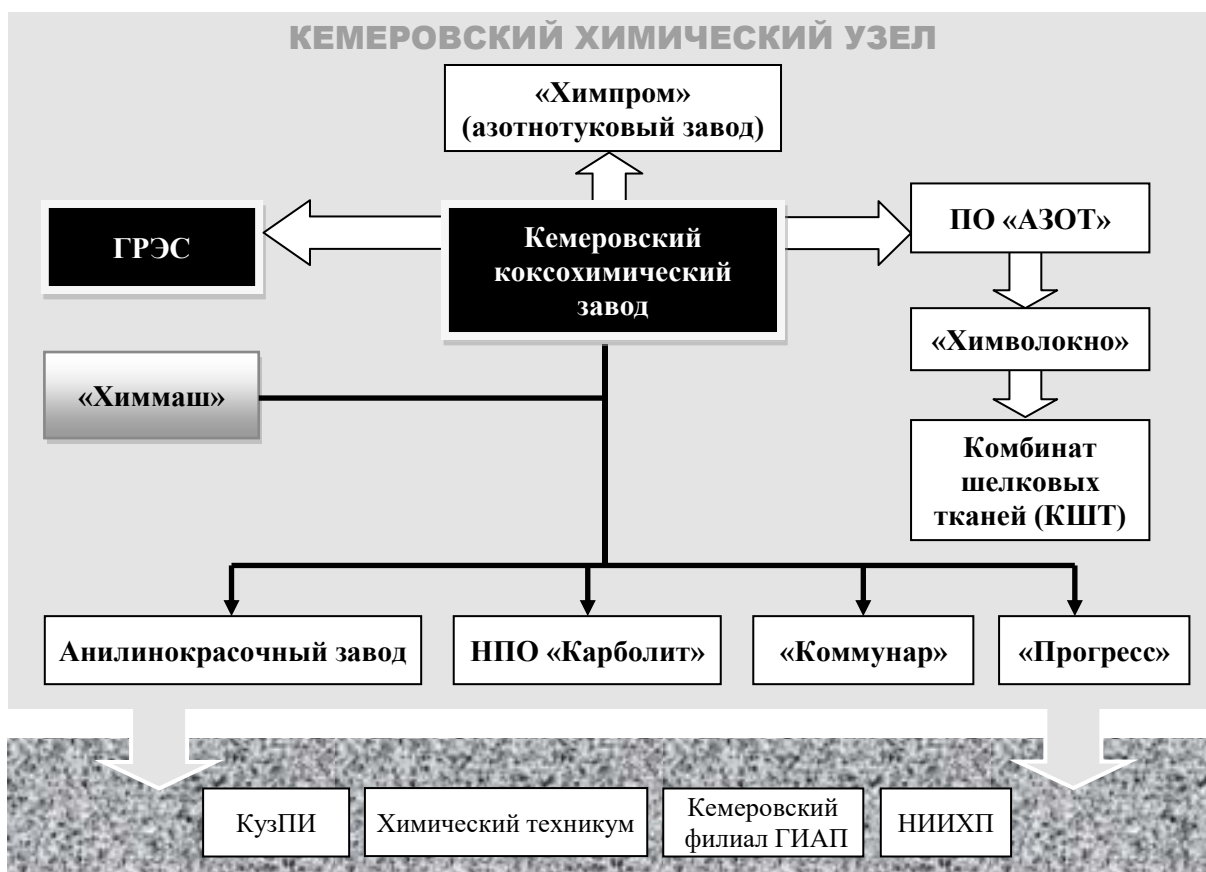 КЕМЕРОВСКИЙ ХИМИЧЕСКИЙ УЗЕЛ
«Химпром»
(азотнотуковый завод)
ГРЭС
Кемеровский
коксохимический
завод
ПО «АЗОТ»
«Химволокно»
«Химмаш»
Комбинат
шелковых
тканей (КШТ)
Анилинокрасочный завод
НПО «Карболит»
«Коммунар»
«Прогресс»
КузПИ
Химический техникум
Кемеровский
филиал ГИАП
НИИХП